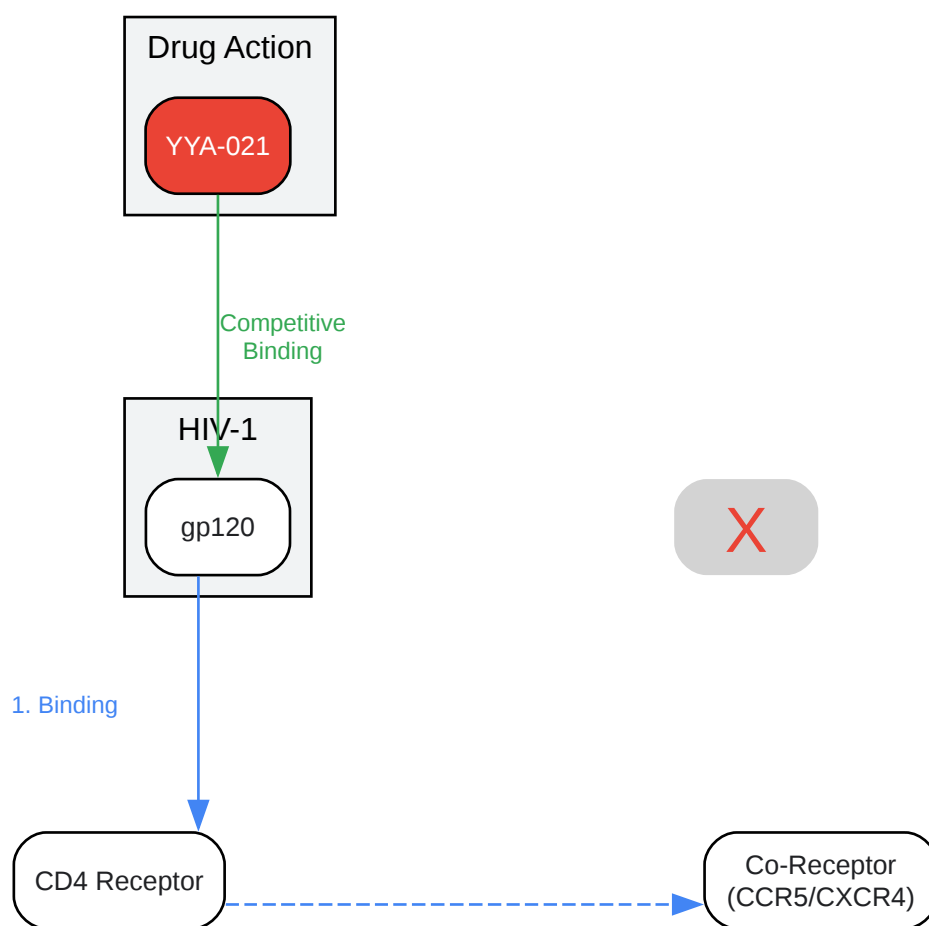 Drug Action
YYA-021
Competitive
Binding
HIV-1
gp120
X
1. Binding
CD4 Receptor
Co-Receptor
(CCR5/CXCR4)